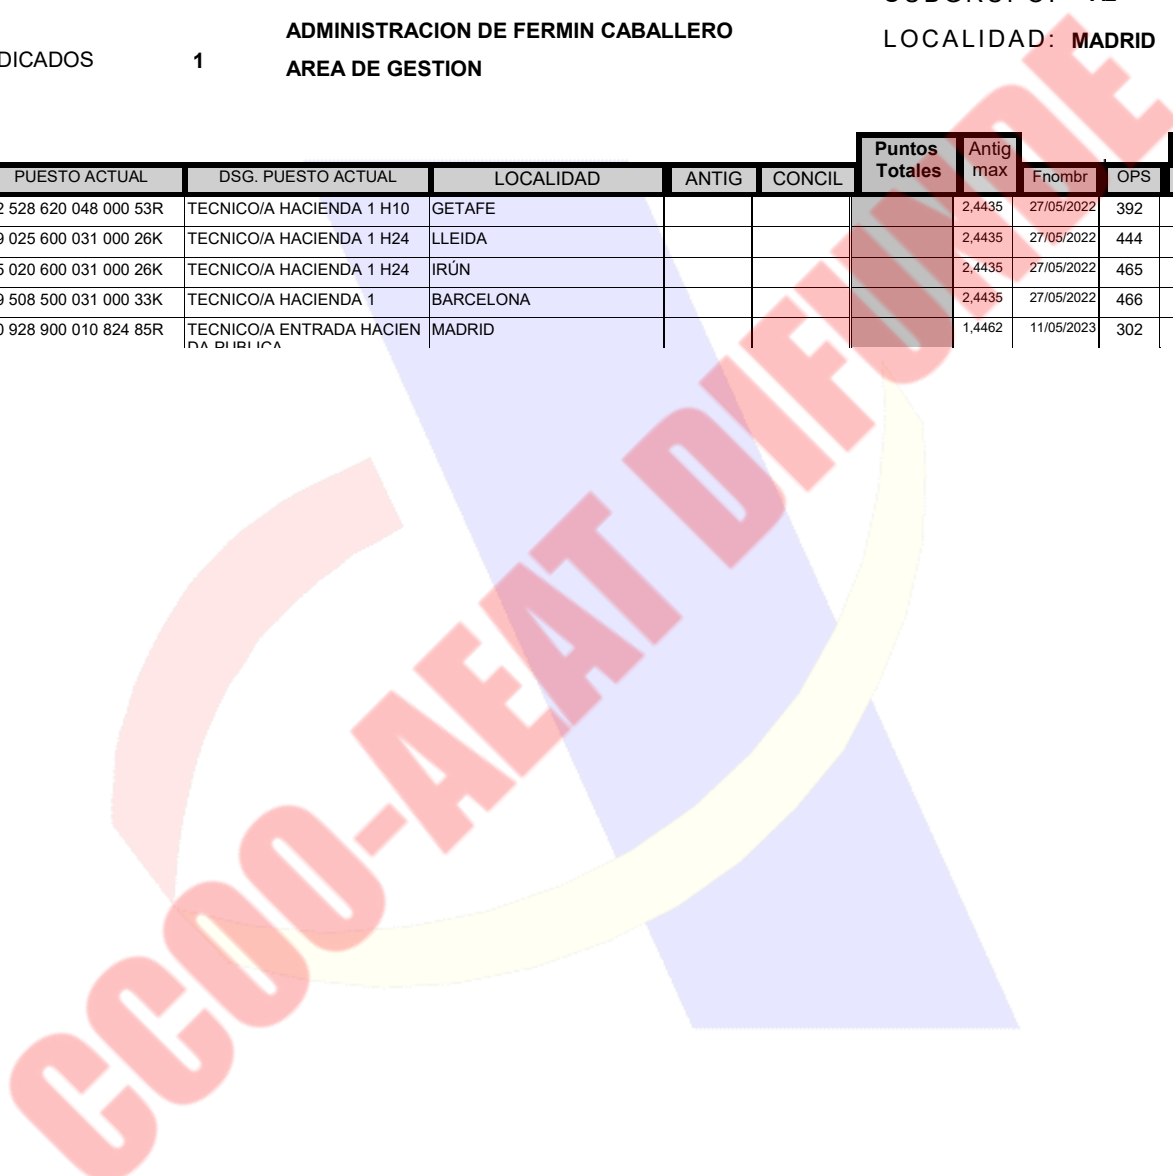 LOCALIDAD: MADRID
ADMINISTRACION DE FERMIN CABALLERO
DICADOS 1
AREA DE GESTION
PUESTO ACTUAL DSG. PUESTO ACTUAL LOCALIDAD ANTIG CONCIL Puntos Totales Antig max Fnombr OPS
528 620 048 000 53R TECNICO/A HACIENDA 1 H10 GETAFE 2,4435 27/05/2022 392
025 600 031 000 26K TECNICO/A HACIENDA 1 H24 LLEIDA 2,4435 27/05/2022 444
020 600 031 000 26K TECNICO/A HACIENDA 1 H24 IRÚN 2,4435 27/05/2022 465
508 500 031 000 33K TECNICO/A HACIENDA 1 BARCELONA 2,4435 27/05/2022 466
928 900 010 824 85R TECNICO/A ENTRADA HACIEN MADRID 1,4462 11/05/2023 302
DA PUBLICA
CCOO-AEAT DIFUNDE